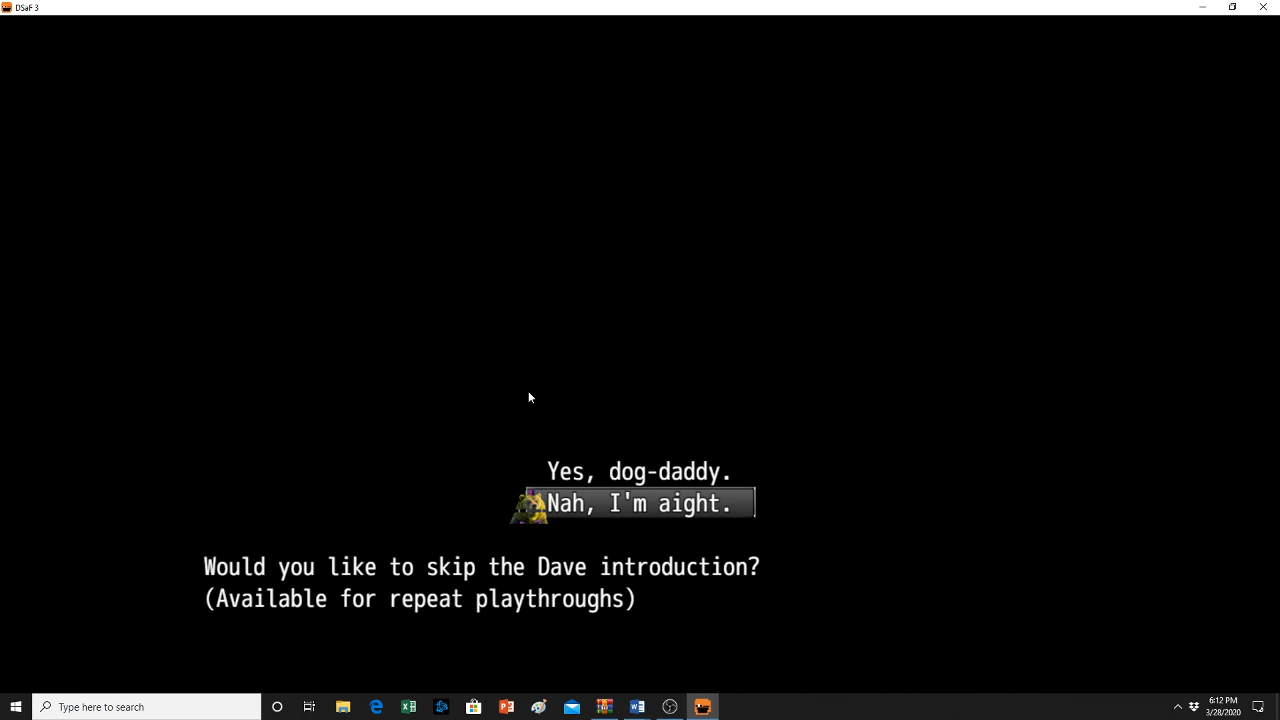 DSaF 3
Yes, dog-daddy.
Nah, I'm aight.
Would you like to skip the Dave introduction?
(Available for repeat playthroughs)
Type here to search
6:12 PM
3/28/2020